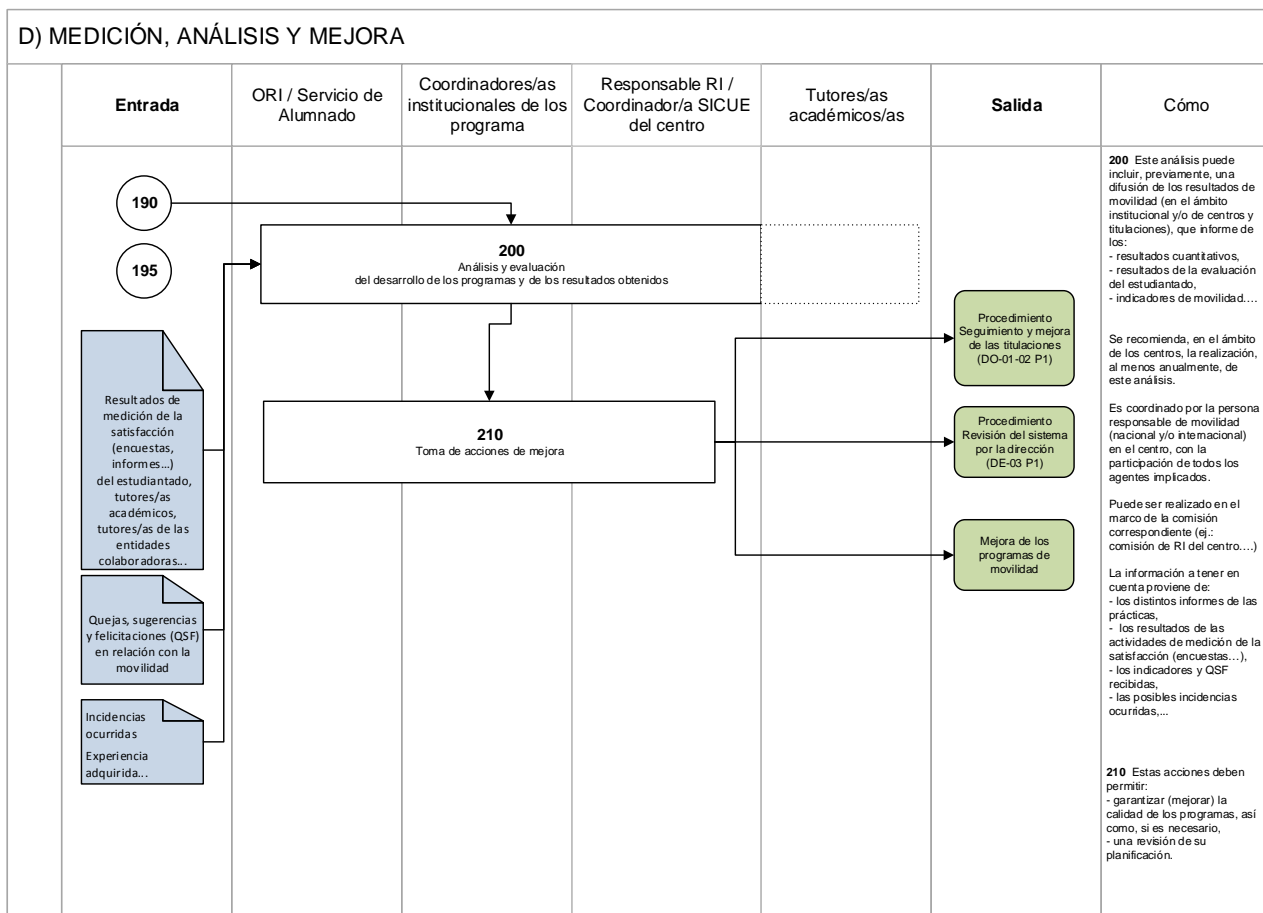 D) MEDICIÓN, ANÁLISIS Y MEJORA
Entrada
ORI / Servicio de
Alumnado
Coordinadores/as
institucionales de los
programa
Responsable RI /
Coordinador/a SICUE
del centro
Tutores/as
académicos/as
Salida
Cómo
190
195
200
Análisis y evaluación
del desarrollo de los programas y de los resultados obtenidos
Resultados de
medición de la
satisfacción
(encuestas,
informes...)
del estudiantado,
tutores/as
académicos,
tutores/as de las
entidades
colaboradoras...
Quejas, sugerencias
y felicitaciones (QSF)
en relación con la
movilidad
Incidencias
ocurridas
Experiencia
adquirida...
210
Toma de acciones de mejora
Procedimiento
Seguimiento y mejora
de las titulaciones
(DO-01-02 P1)
Procedimiento
Revisión del sistema
por la dirección
(DE-03 P1)
Mejora de los
programas de
movilidad
200 Este análisis puede
incluir, previamente, una
difusión de los resultados de
movilidad (en el ámbito
institucional y/o de centros y
titulaciones), que informe de
los:
- resultados cuantitativos,
- resultados de la evaluación
del estudiantado,
- indicadores de movilidad....
Se recomienda, en el ámbito
de los centros, la realización,
al menos anualmente, de
este análisis.
Es coordinado por la persona
responsable de movilidad
(nacional y/o internacional)
en el centro, con la
participación de todos los
agentes implicados.
Puede ser realizado en el
marco de la comisión
correspondiente (ej.:
comisión de RI del centro....)
La información a tener en
cuenta proviene de:
- los distintos informes de las
prácticas,
- los resultados de las
actividades de medición de la
satisfacción (encuestas...),
- los indicadores y QSF
recibidas,
- las posibles incidencias
ocurridas,...
210 Estas acciones deben
permitir:
- garantizar (mejorar) la
calidad de los programas, así
como, si es necesario,
- una revisión de su
planificación.